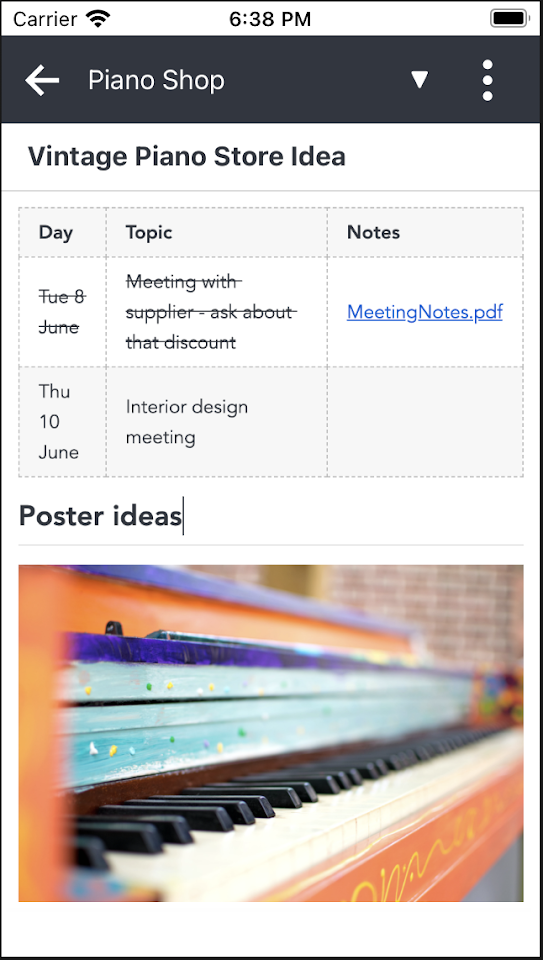 Carrier 6:38 PM
Piano Shop
Vintage Piano Store Idea
Day Topic Notes
Tue 8
June
Meeting with
supplier - ask about
that discount
MeetingNotes.pdf
Thu
10
June
Interior design
meeting
Poster ideas